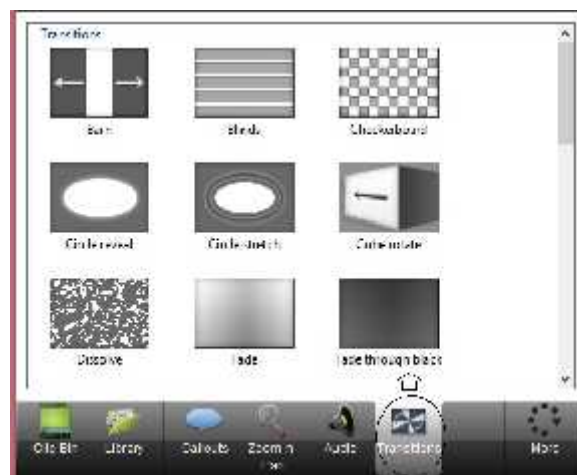 Transitions
Barn Blinds Checkerboard
Circle reveal Circle stretch Cube rotate
Dissolve Fade Fade through black
Clip Bin Library Callouts Zoom-n Audio Transitions More